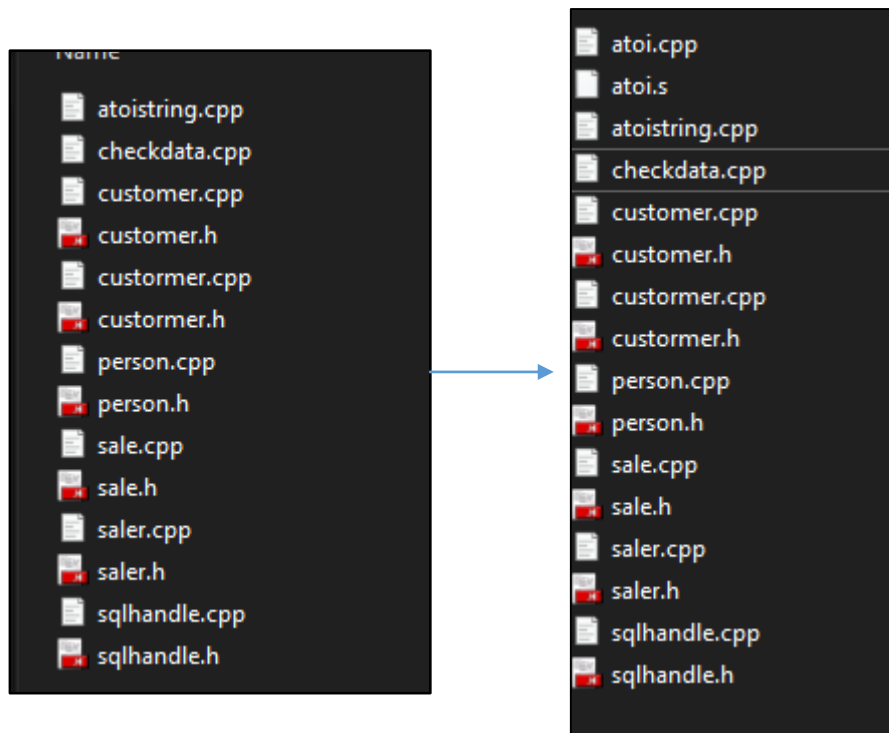 Name
atoistring.cpp
checkdata.cpp
customer.cpp
customer.h
custormer.cpp
custormer.h
person.cpp
person.h
sale.cpp
sale.h
saler.cpp
saler.h
sqlhandle.cpp
sqlhandle.h
atoi.cpp
atoi.s
atoistring.cpp
checkdata.cpp
customer.cpp
customer.h
custormer.cpp
custormer.h
person.cpp
person.h
sale.cpp
sale.h
saler.cpp
saler.h
sqlhandle.cpp
sqlhandle.h